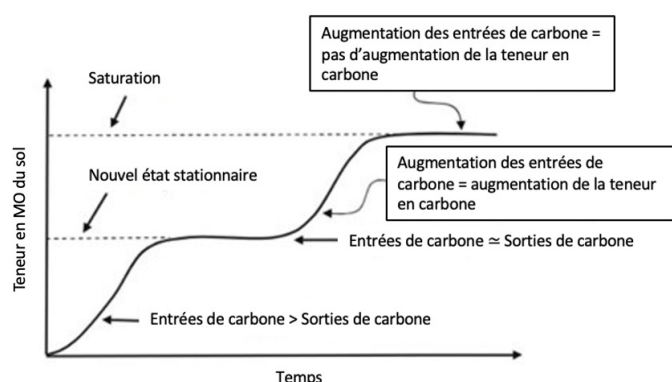 Augmentation des entrées de carbone =
pas d’augmentation de la teneur en
carbone
Saturation
Augmentation des entrées de
carbone = augmentation de la teneur
en carbone
Nouvel état stationnaire
Entrées de carbone ≃ Sorties de carbone
Entrées de carbone > Sorties de carbone
Teneur en MO du sol
Temps